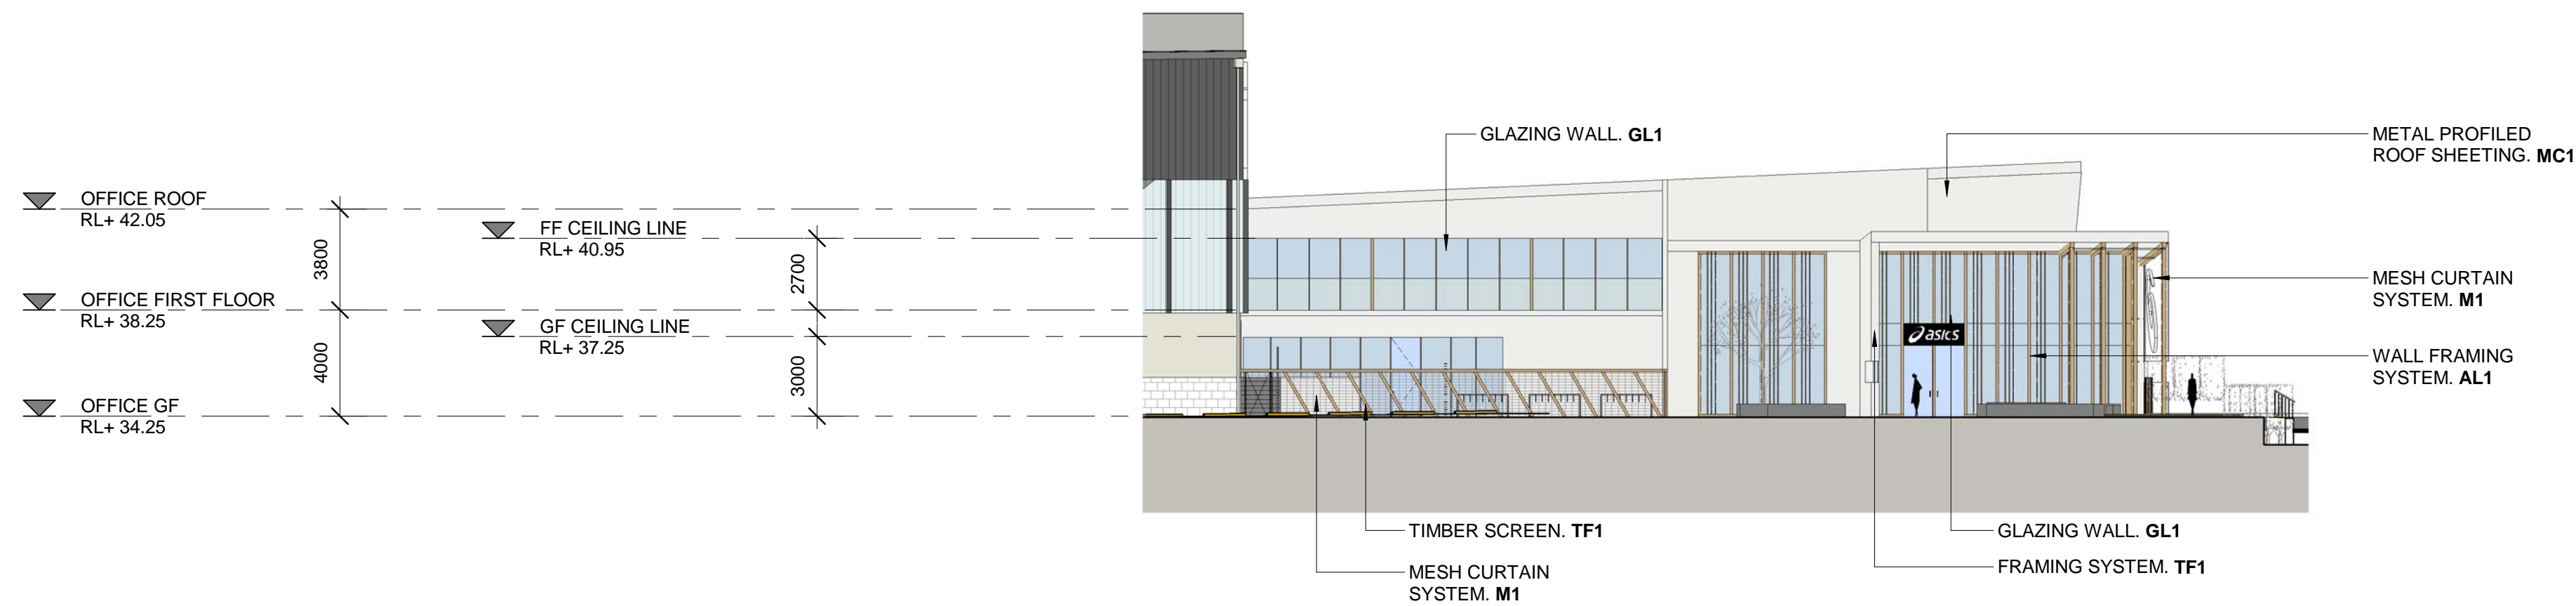 GLAZING WALL. GL1
METAL PROFILED
ROOF SHEETING. MC1
OFFICE ROOF
RL+ 42.05
FF CEILING LINE
RL+ 40.95
3800
2700
MESH CURTAIN
SYSTEM. M1
OFFICE FIRST FLOOR
RL+ 38.25
GF CEILING LINE
RL+ 37.25
asics
4000
3000
WALL FRAMING
SYSTEM. AL1
OFFICE GF
RL+ 34.25
TIMBER SCREEN. TF1
GLAZING WALL. GL1
MESH CURTAIN
SYSTEM. M1
FRAMING SYSTEM. TF1